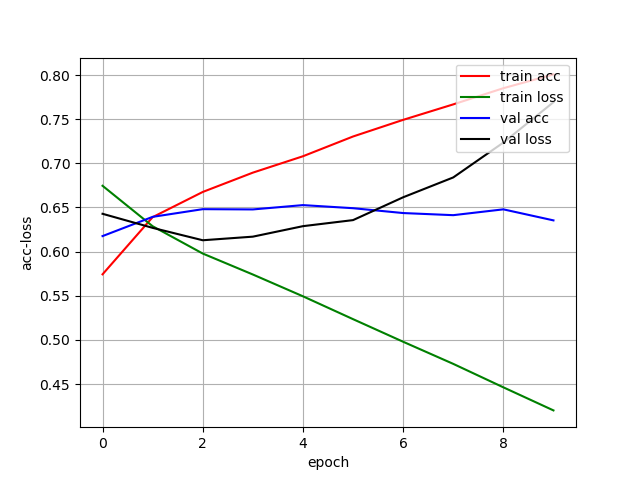 train acc
train loss
val acc
val loss
0.80
0.75
0.70
0.65
0.60
0.55
0.50
0.45
acc-loss
0 2 4 6 8
epoch